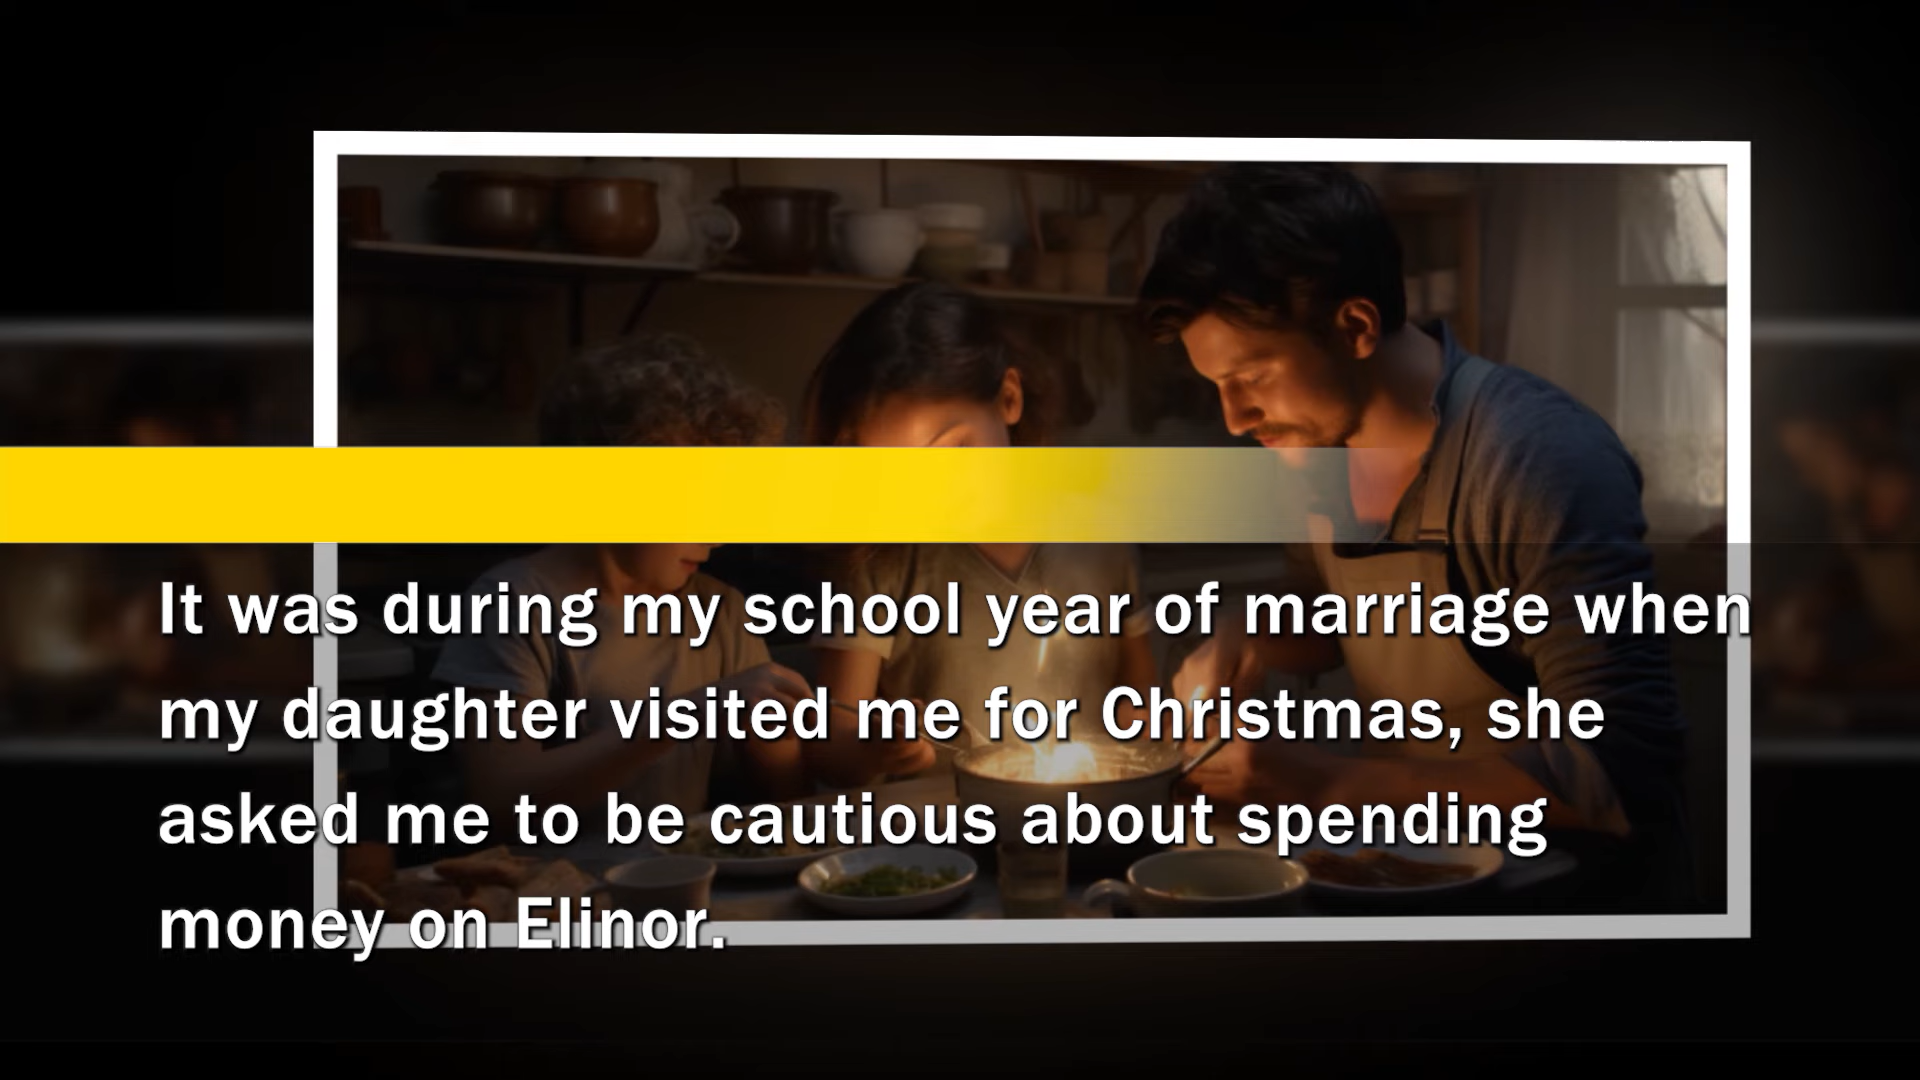 It was during my school year of marriage when
my daughter visited me for Christmas, she
asked me to be cautious about spending
money on Elinor.